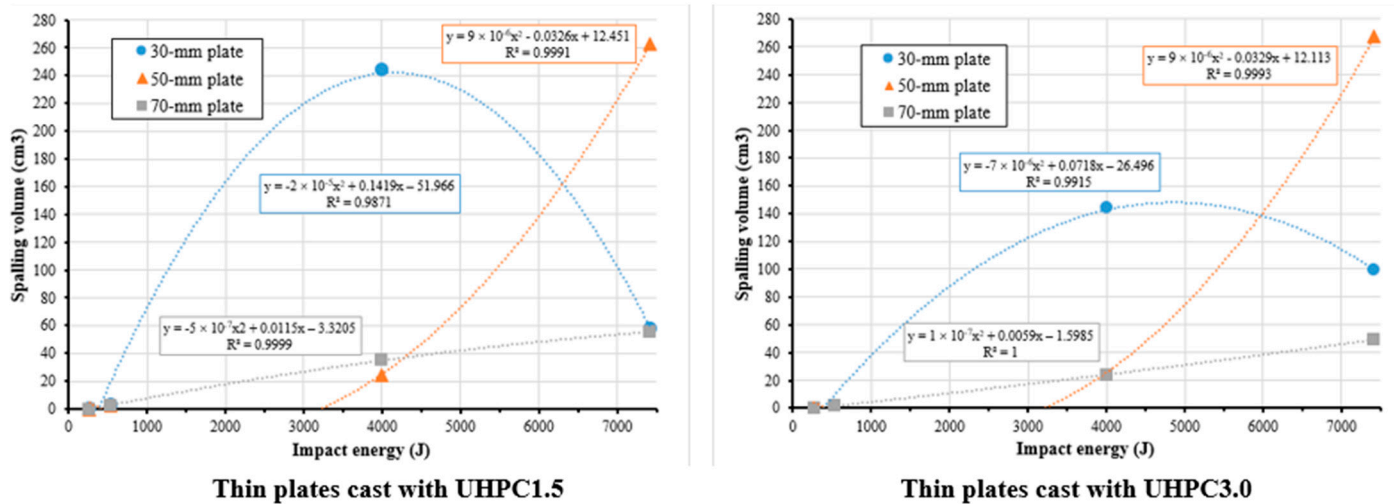 280
260
240
220
200
180
160
140
120
100
80
60
40
20
0
Spalling volume (cm3)
30-mm plate
50-mm plate
70-mm plate
y = 9 × 10⁻⁶x² - 0.0326x + 12.451
R² = 0.9991
y = -2 × 10⁻⁵x² + 0.1419x – 51.966
R² = 0.9871
y = -5 × 10⁻⁷x2 + 0.0115x – 3.3205
R² = 0.9999
0 1000 2000 3000 4000 5000 6000 7000
Impact energy (J)
Thin plates cast with UHPC1.5
280
260
240
220
200
180
160
140
120
100
80
60
40
20
0
Spalling volume (cm3)
30-mm plate
50-mm plate
70-mm plate
y = 9 × 10⁻⁶x² - 0.0329x + 12.113
R² = 0.9993
y = -7 × 10⁻⁶x² + 0.0718x – 26.496
R² = 0.9915
y = 1 × 10⁻⁷x² + 0.0059x – 1.5985
R² = 1
0 1000 2000 3000 4000 5000 6000 7000
Impact energy (J)
Thin plates cast with UHPC3.0